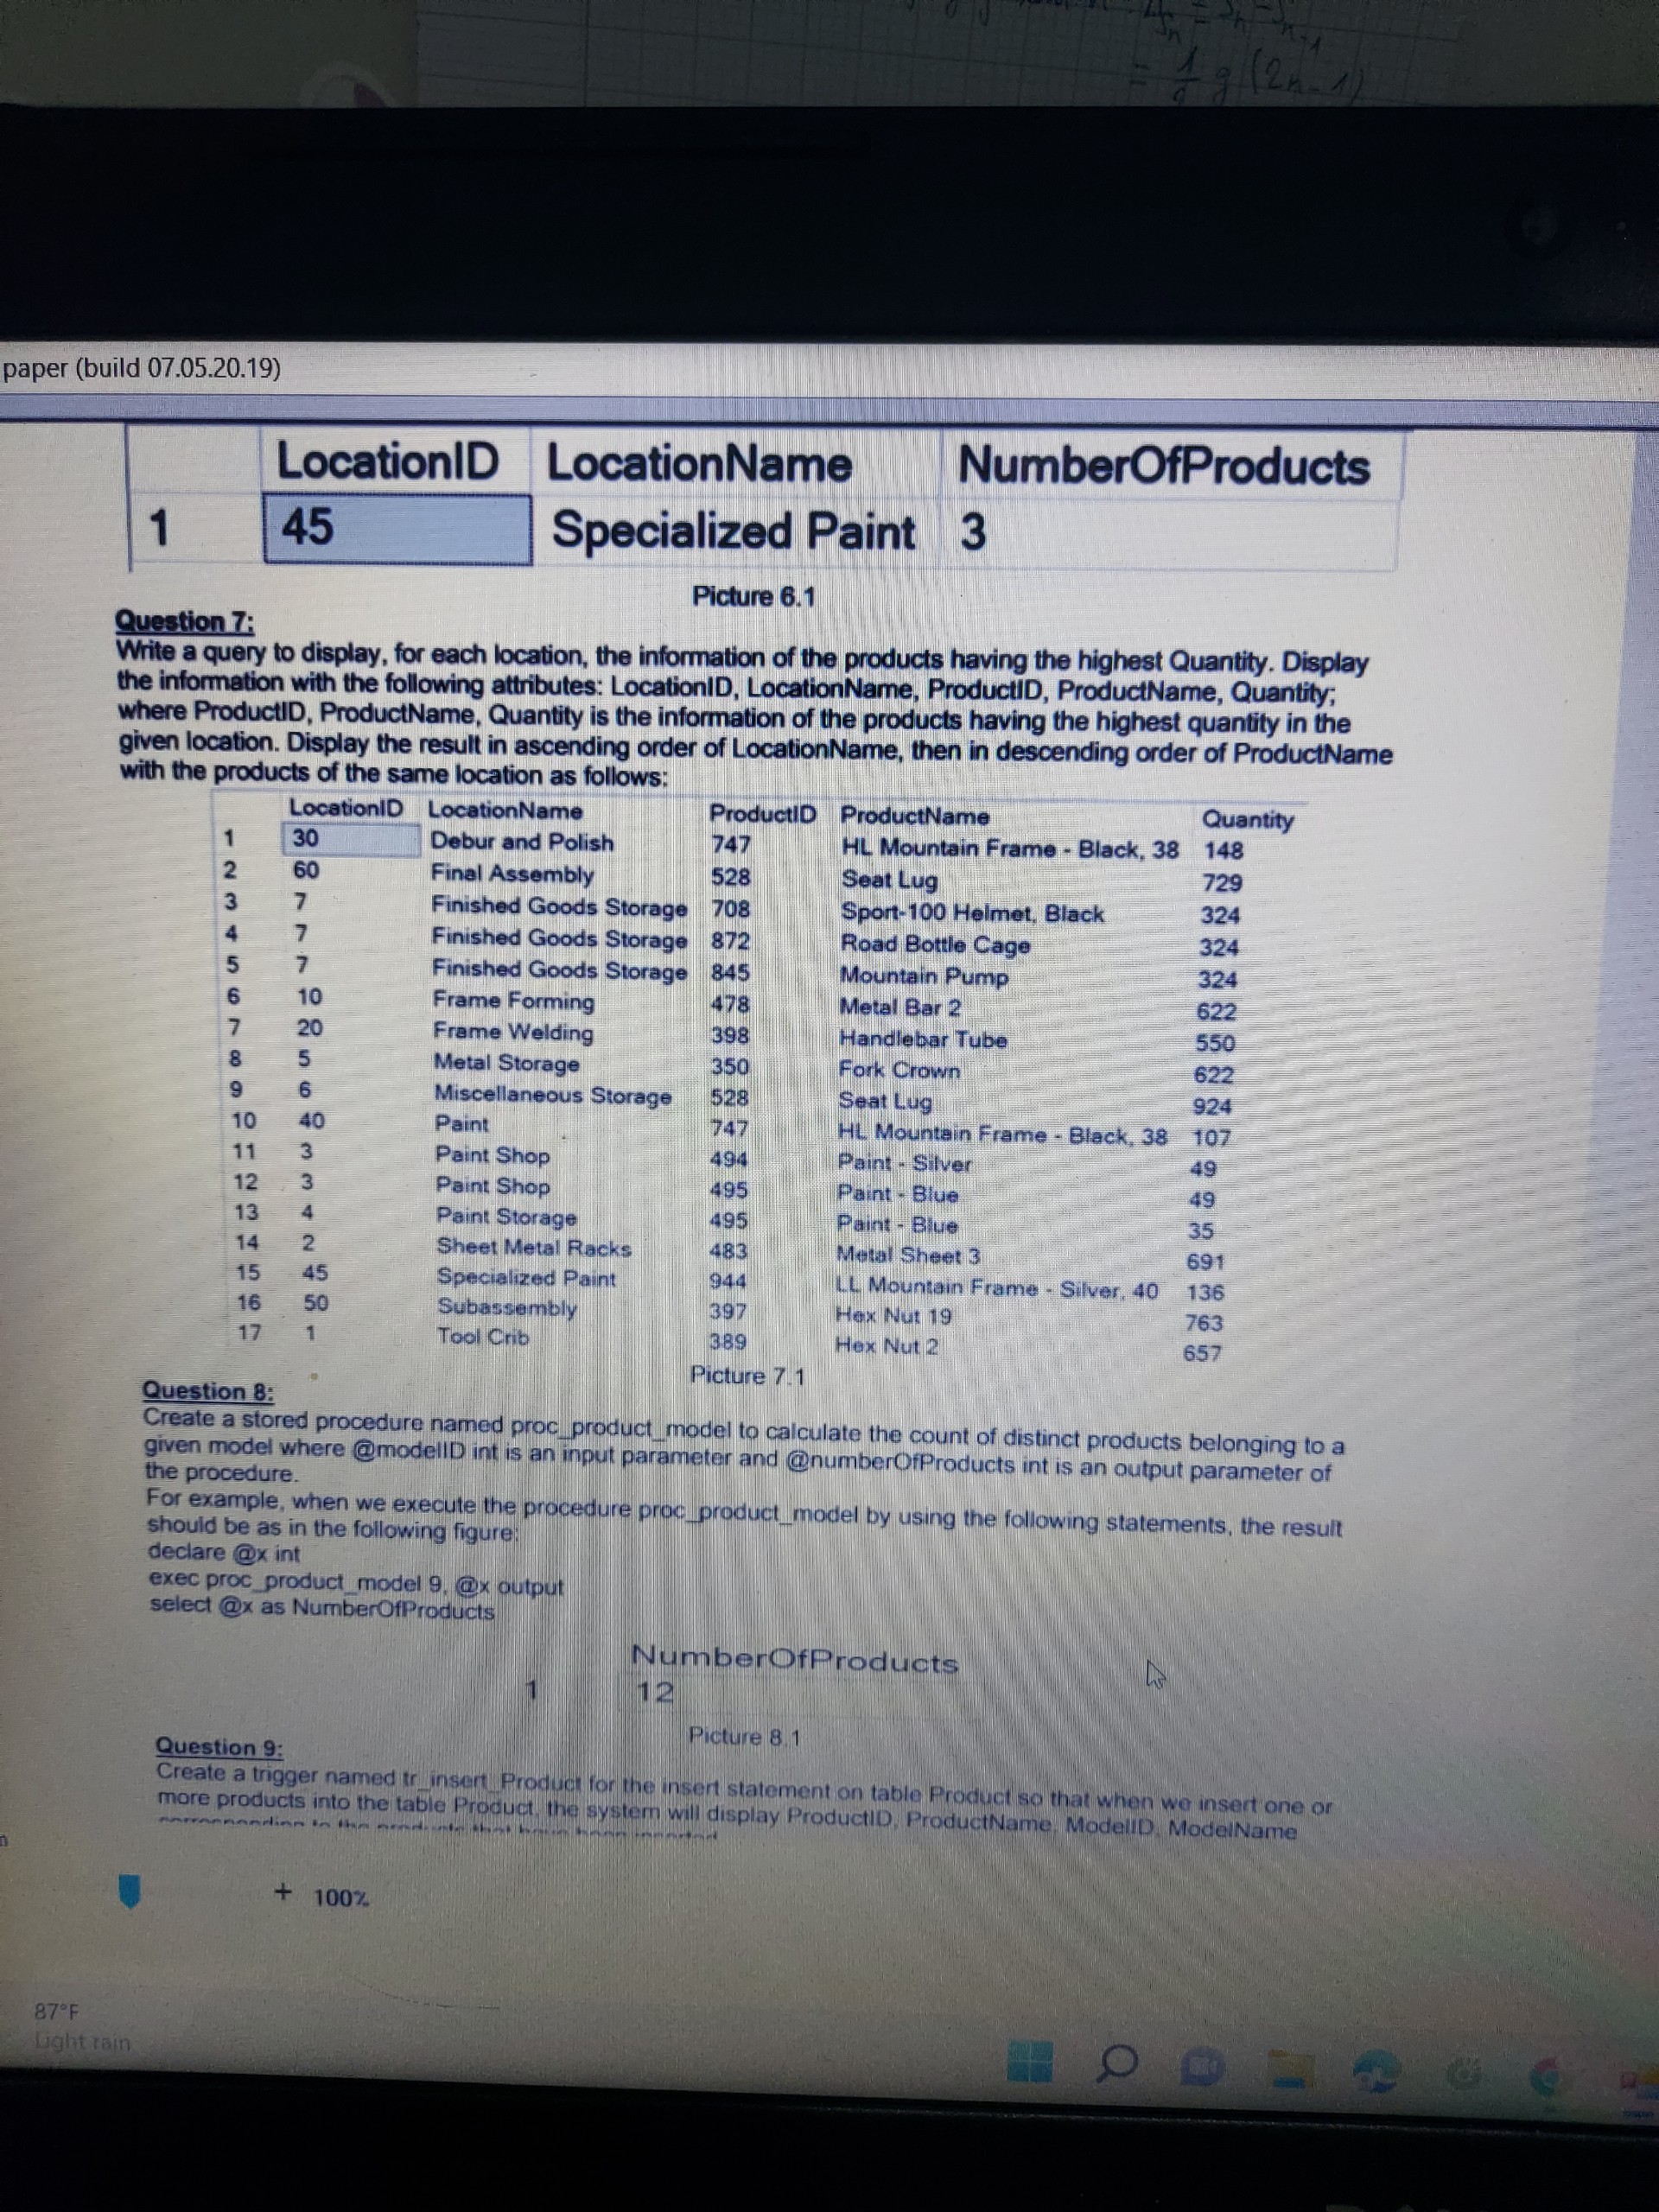 = 1/2 g (2n-1)
paper (build 07.05.20.19)
LocationID LocationName NumberOfProducts
1 45 Specialized Paint 3
Picture 6.1
Question 7:
Write a query to display, for each location, the information of the products having the highest Quantity. Display
the information with the following attributes: LocationID, LocationName, ProductID, ProductName, Quantity;
where ProductID, ProductName, Quantity is the information of the products having the highest quantity in the
given location. Display the result in ascending order of LocationName, then in descending order of ProductName
with the products of the same location as follows:
LocationID LocationName ProductID ProductName Quantity
1 30 Debur and Polish 747 HL Mountain Frame - Black, 38 148
2 60 Final Assembly 528 Seat Lug 729
3 7 Finished Goods Storage 708 Sport-100 Helmet, Black 324
4 7 Finished Goods Storage 872 Road Bottle Cage 324
5 7 Finished Goods Storage 845 Mountain Pump 324
6 10 Frame Forming 478 Metal Bar 2 622
7 20 Frame Welding 398 Handlebar Tube 550
8 5 Metal Storage 350 Fork Crown 622
9 6 Miscellaneous Storage 528 Seat Lug 924
10 40 Paint 747 HL Mountain Frame - Black, 38 107
11 3 Paint Shop 494 Paint - Silver 49
12 3 Paint Shop 495 Paint - Blue 49
13 4 Paint Storage 495 Paint - Blue 35
14 2 Sheet Metal Racks 483 Metal Sheet 3 691
15 45 Specialized Paint 944 LL Mountain Frame - Silver, 40 136
16 50 Subassembly 397 Hex Nut 19 763
17 1 Tool Crib 389 Hex Nut 2 657
Picture 7.1
Question 8:
Create a stored procedure named proc_product_model to calculate the count of distinct products belonging to a
given model where @modelID int is an input parameter and @numberOfProducts int is an output parameter of
the procedure.
For example, when we execute the procedure proc_product_model by using the following statements, the result
should be as in the following figure:
declare @x int
exec proc_product_model 9, @x output
select @x as NumberOfProducts
NumberOfProducts
1 12
Picture 8.1
Question 9:
Create a trigger named tr_insert_Product for the insert statement on table Product so that when we insert one or
more products into the table Product, the system will display ProductID, ProductName, ModelID, ModelName
corresponding to the products that have been inserted
+ 100%
87°F
Light rain